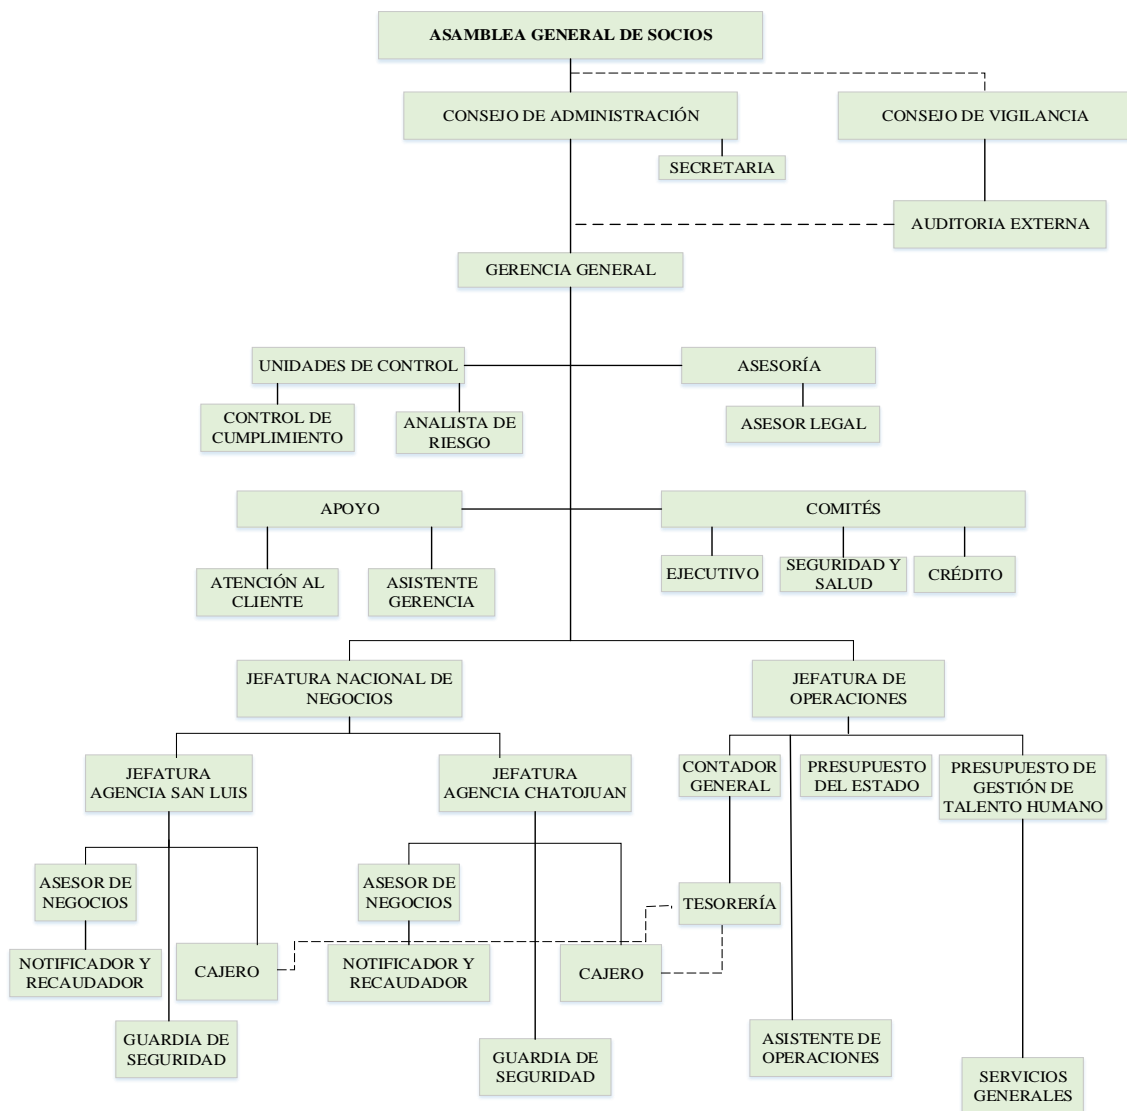 ASAMBLEA GENERAL DE SOCIOS
CONSEJO DE ADMINISTRACIÓN
CONSEJO DE VIGILANCIA
SECRETARIA
AUDITORIA EXTERNA
GERENCIA GENERAL
UNIDADES DE CONTROL
ASESORÍA
CONTROL DE
CUMPLIMIENTO
ANALISTA DE
RIESGO
ASESOR LEGAL
APOYO
COMITÉS
ATENCIÓN AL
CLIENTE
ASISTENTE
GERENCIA
EJECUTIVO
SEGURIDAD Y
SALUD
CRÉDITO
JEFATURA NACIONAL DE
NEGOCIOS
JEFATURA DE
OPERACIONES
JEFATURA
AGENCIA SAN LUIS
JEFATURA
AGENCIA CHATOJUAN
CONTADOR
GENERAL
PRESUPUESTO
DEL ESTADO
PRESUPUESTO DE
GESTIÓN DE
TALENTO HUMANO
ASESOR DE
NEGOCIOS
ASESOR DE
NEGOCIOS
TESORERÍA
NOTIFICADOR Y
RECAUDADOR
CAJERO
NOTIFICADOR Y
RECAUDADOR
CAJERO
GUARDIA DE
SEGURIDAD
GUARDIA DE
SEGURIDAD
ASISTENTE DE
OPERACIONES
SERVICIOS
GENERALES